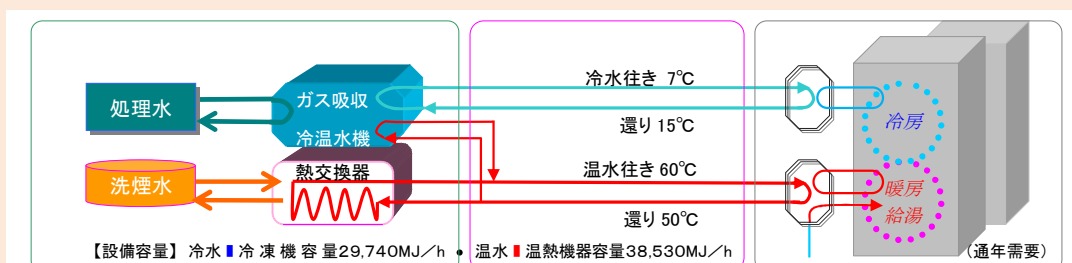 処理水
ガス吸収
冷温水機
冷水往き 7℃
還り 15℃
冷房
洗煙水
熱交換器
温水往き 60℃
還り 50℃
暖房
給湯
【設備容量】 冷水 ▮ 冷 凍 機 容 量 29,740MJ/h ● 温水 ▮ 温熱機器容量38,530MJ/h
(通年需要)